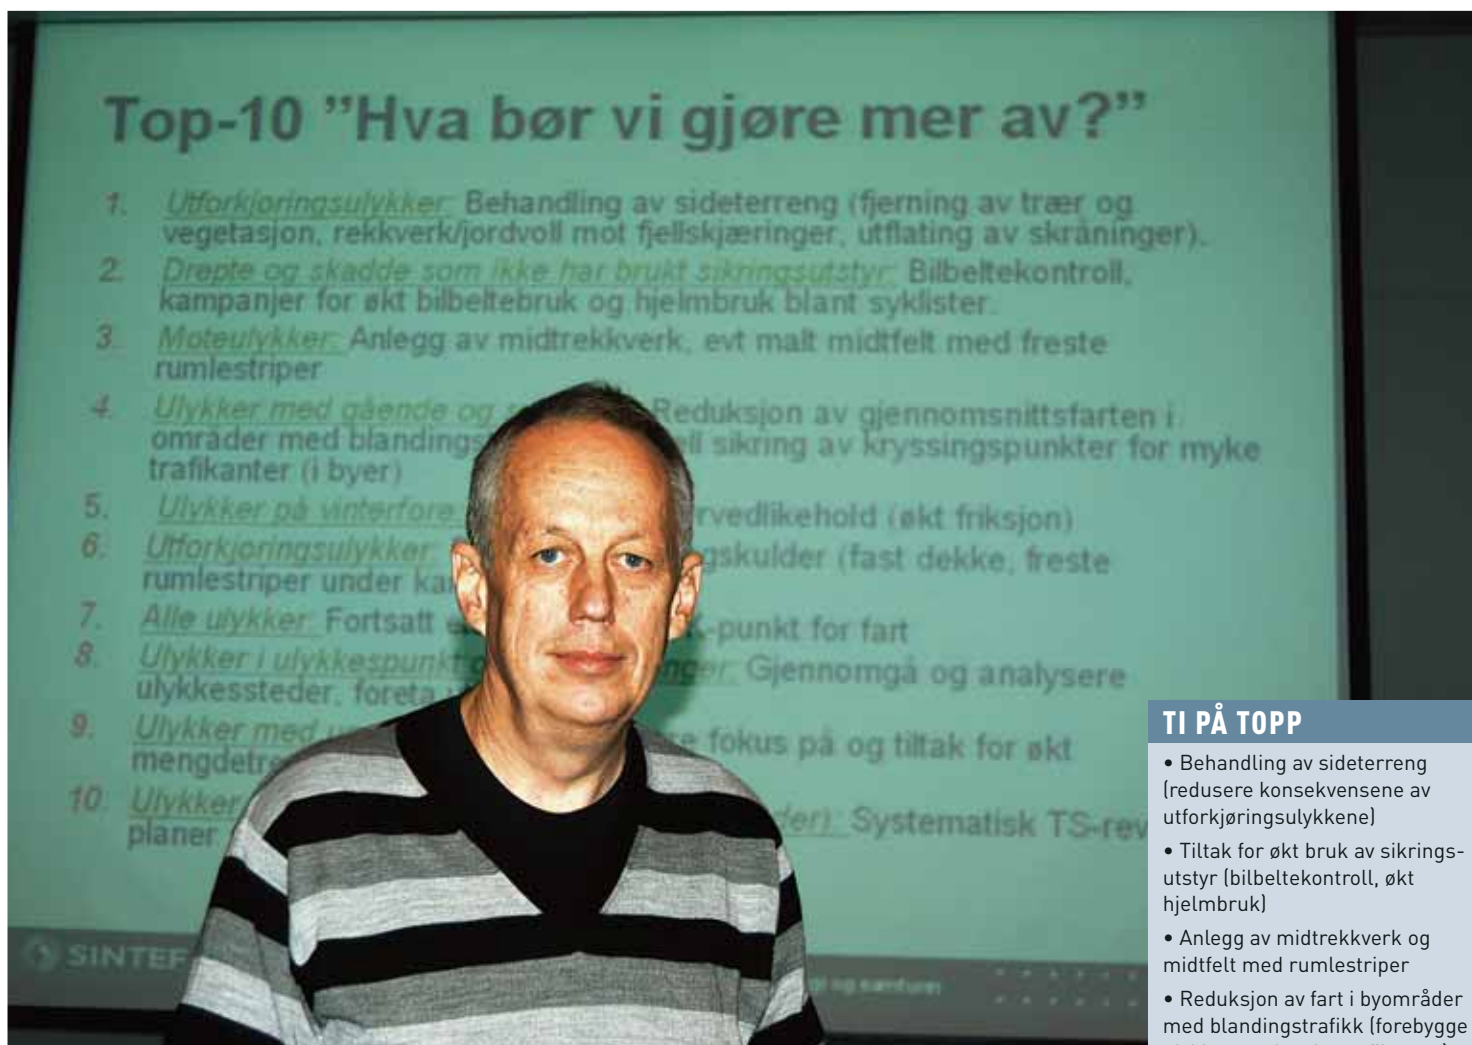 Top-10 ”Hva bør vi gjøre mer av?”
1. Utforkjøringsulykker: Behandling av sideterreng (fjerning av trær og
vegetasjon, rekkverk/jordvoll mot fjellskjæringer, utflating av skråninger).
2. Drepte og skadde som ikke har brukt sikringsutstyr: Bilbeltekontroll,
kampanjer for økt bilbeltebruk og hjelmbruk blant syklister.
3. Møteulykker: Anlegg av midtrekkverk, evt malt midtfelt med freste
rumlestriper
4. Ulykker med gående og Reduksjon av gjennomsnittsfarten i
områder med sikring av kryssingspunkter for myke
trafikanter (i byer)
5. Ulykker på vinterføre (økt friksjon)
6. Utforkjøringsulykker: (fast dekke, freste
rumlestriper under
7. Alle ulykker: Fortsatt -punkt for fart
8. Ulykker i Gjennomgå og analysere
ulykkessteder, foreta
9. Ulykker med fokus på og tiltak for økt
10. Ulykker Systematisk
planer
SINTEF
og samfunn
TI PÅ TOPP
• Behandling av sideterreng
(redusere konsekvensene av
utforkjøringsulykkene)
• Tiltak for økt bruk av sikrings-
utstyr (bilbeltekontroll, økt
hjelmbruk)
• Anlegg av midtrekkverk og
midtfelt med rumlestriper
• Reduksjon av fart i byområder
med blandingstrafikk (forebygge